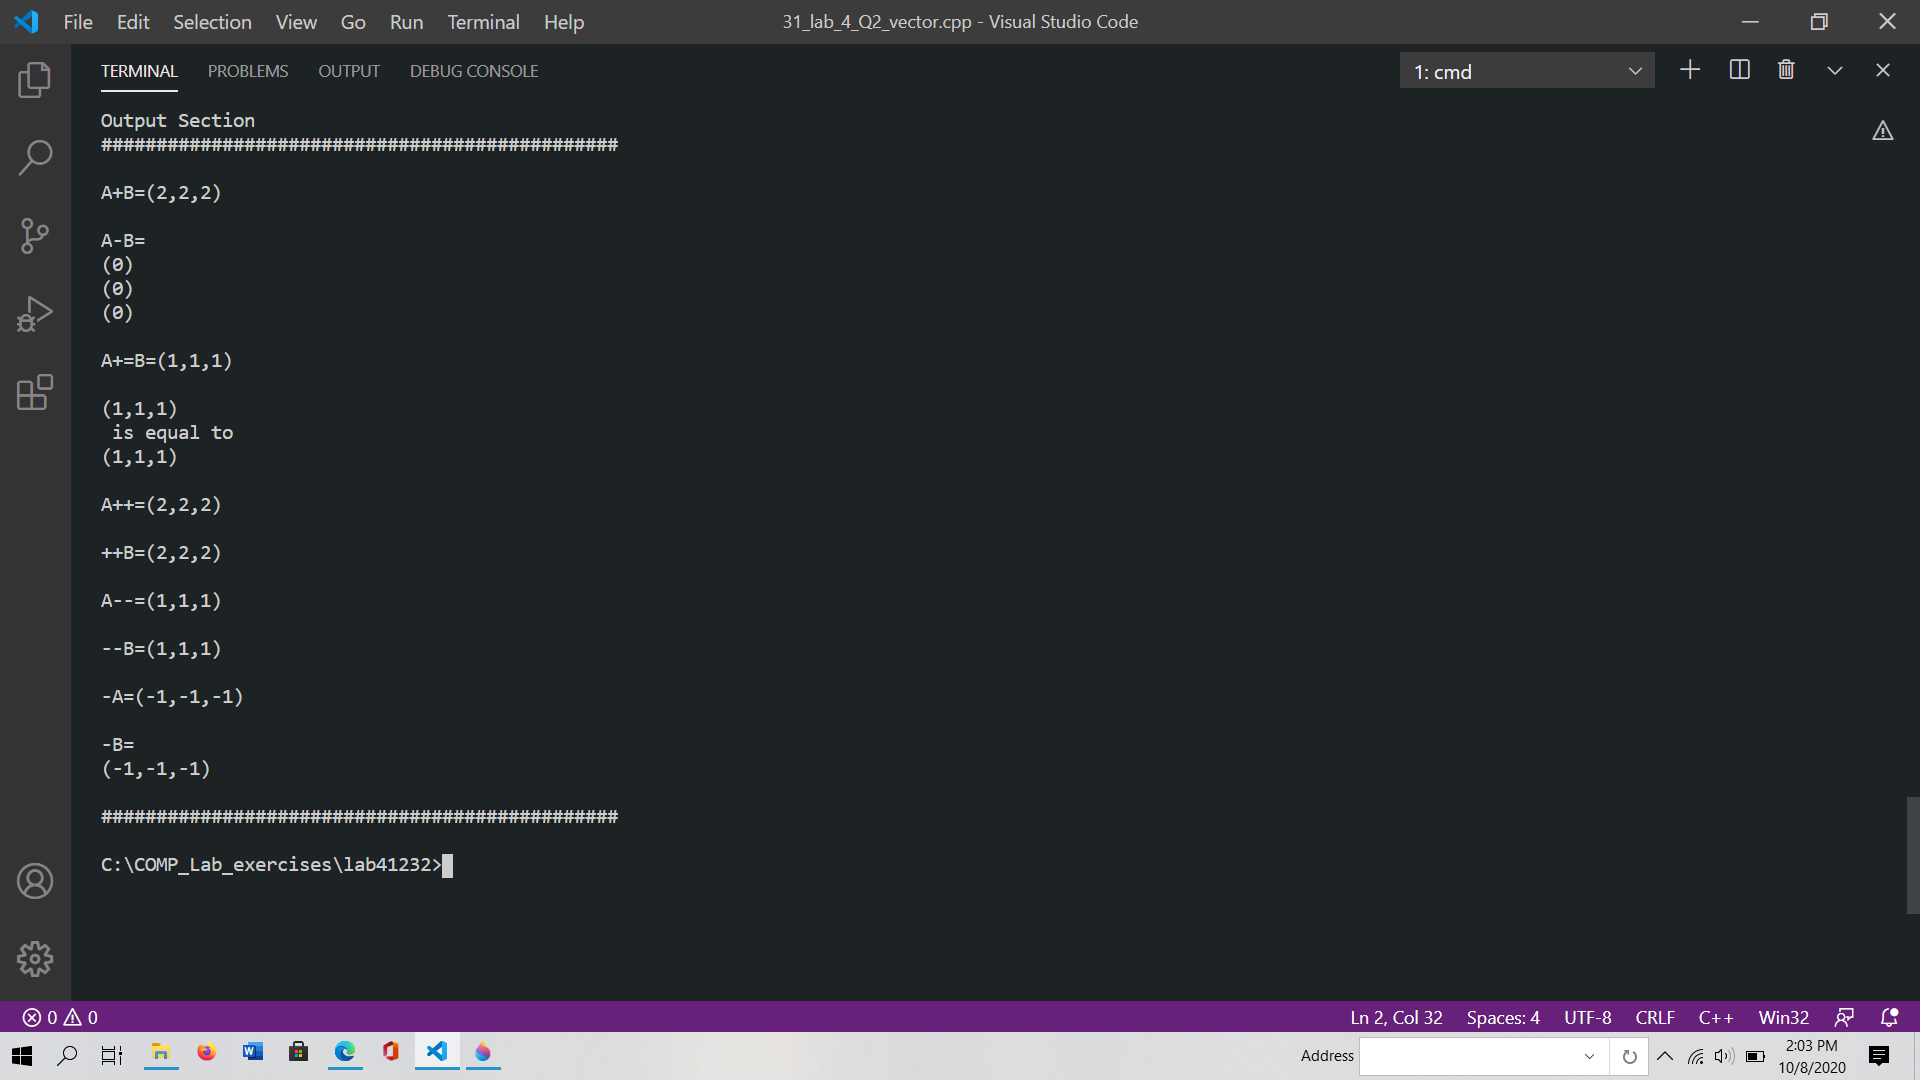 File Edit Selection View Go Run Terminal Help 31_lab_4_Q2_vector.cpp - Visual Studio Code
TERMINAL PROBLEMS OUTPUT DEBUG CONSOLE 1: cmd
Output Section
###############################################
A+B=(2,2,2)
A-B=
(0)
(0)
(0)
A+=B=(1,1,1)
(1,1,1)
 is equal to
(1,1,1)
A++=(2,2,2)
++B=(2,2,2)
A--=(1,1,1)
--B=(1,1,1)
-A=(-1,-1,-1)
-B=
(-1,-1,-1)
###############################################
C:\COMP_Lab_exercises\lab41232>
0 0 Ln 2, Col 32 Spaces: 4 UTF-8 CRLF C++ Win32
Address 2:03 PM
10/8/2020